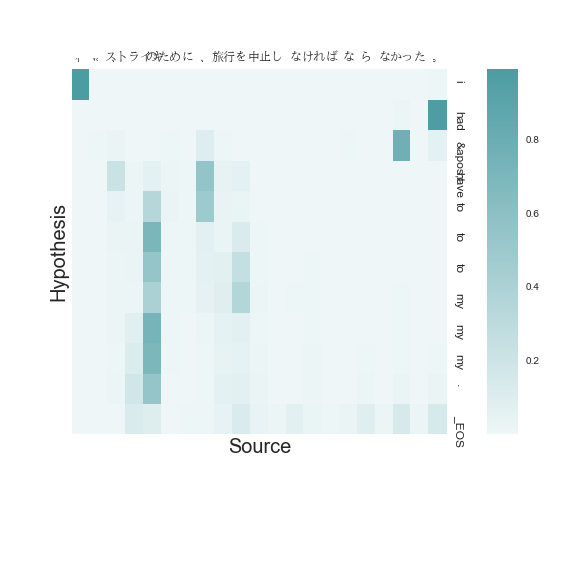 ストライキ のために 、旅行を中止し なければ な ら なかった 。
i
had
&apos;t
have
to
to
to
my
my
my
.
_EOS
Hypothesis
Source
0.8
0.6
0.4
0.2